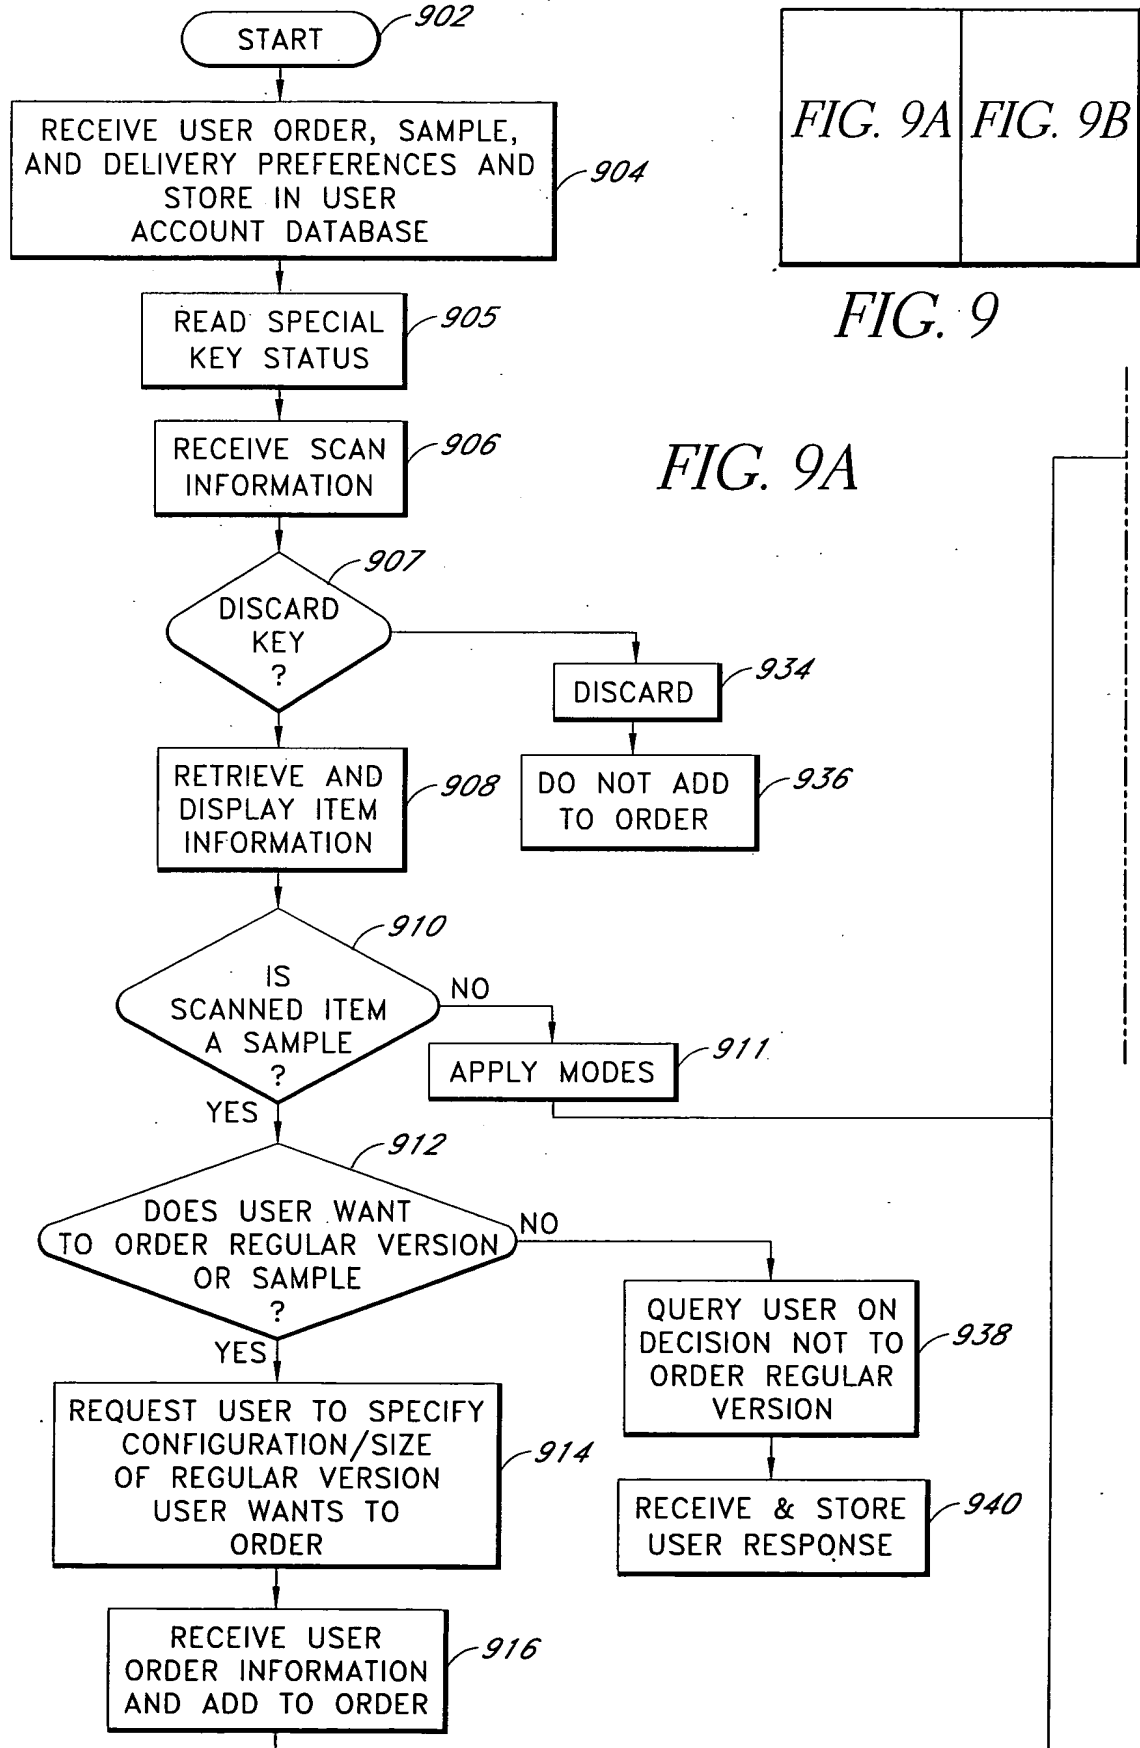 START
902
RECEIVE USER ORDER, SAMPLE,
AND DELIVERY PREFERENCES AND
STORE IN USER
ACCOUNT DATABASE
904
FIG. 9A
FIG. 9B
FIG. 9
READ SPECIAL
KEY STATUS
905
RECEIVE SCAN
INFORMATION
906
FIG. 9A
DISCARD
KEY
?
907
DISCARD
934
DO NOT ADD
TO ORDER
936
RETRIEVE AND
DISPLAY ITEM
INFORMATION
908
IS
SCANNED ITEM
A SAMPLE
?
910
NO
APPLY MODES
911
YES
DOES USER WANT
TO ORDER REGULAR VERSION
OR SAMPLE
?
912
NO
QUERY USER ON
DECISION NOT TO
ORDER REGULAR
VERSION
938
YES
REQUEST USER TO SPECIFY
CONFIGURATION/SIZE
OF REGULAR VERSION
USER WANTS TO
ORDER
914
RECEIVE & STORE
USER RESPONSE
940
RECEIVE USER
ORDER INFORMATION
AND ADD TO ORDER
916